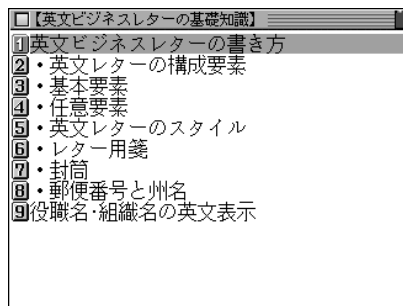 【英文ビジネスレターの基礎知識】
1英文ビジネスレターの書き方
2・英文レターの構成要素
3・基本要素
4・任意要素
5・英文レターのスタイル
6・レター用箋
7・封筒
8・郵便番号と州名
9役職名・組織名の英文表示